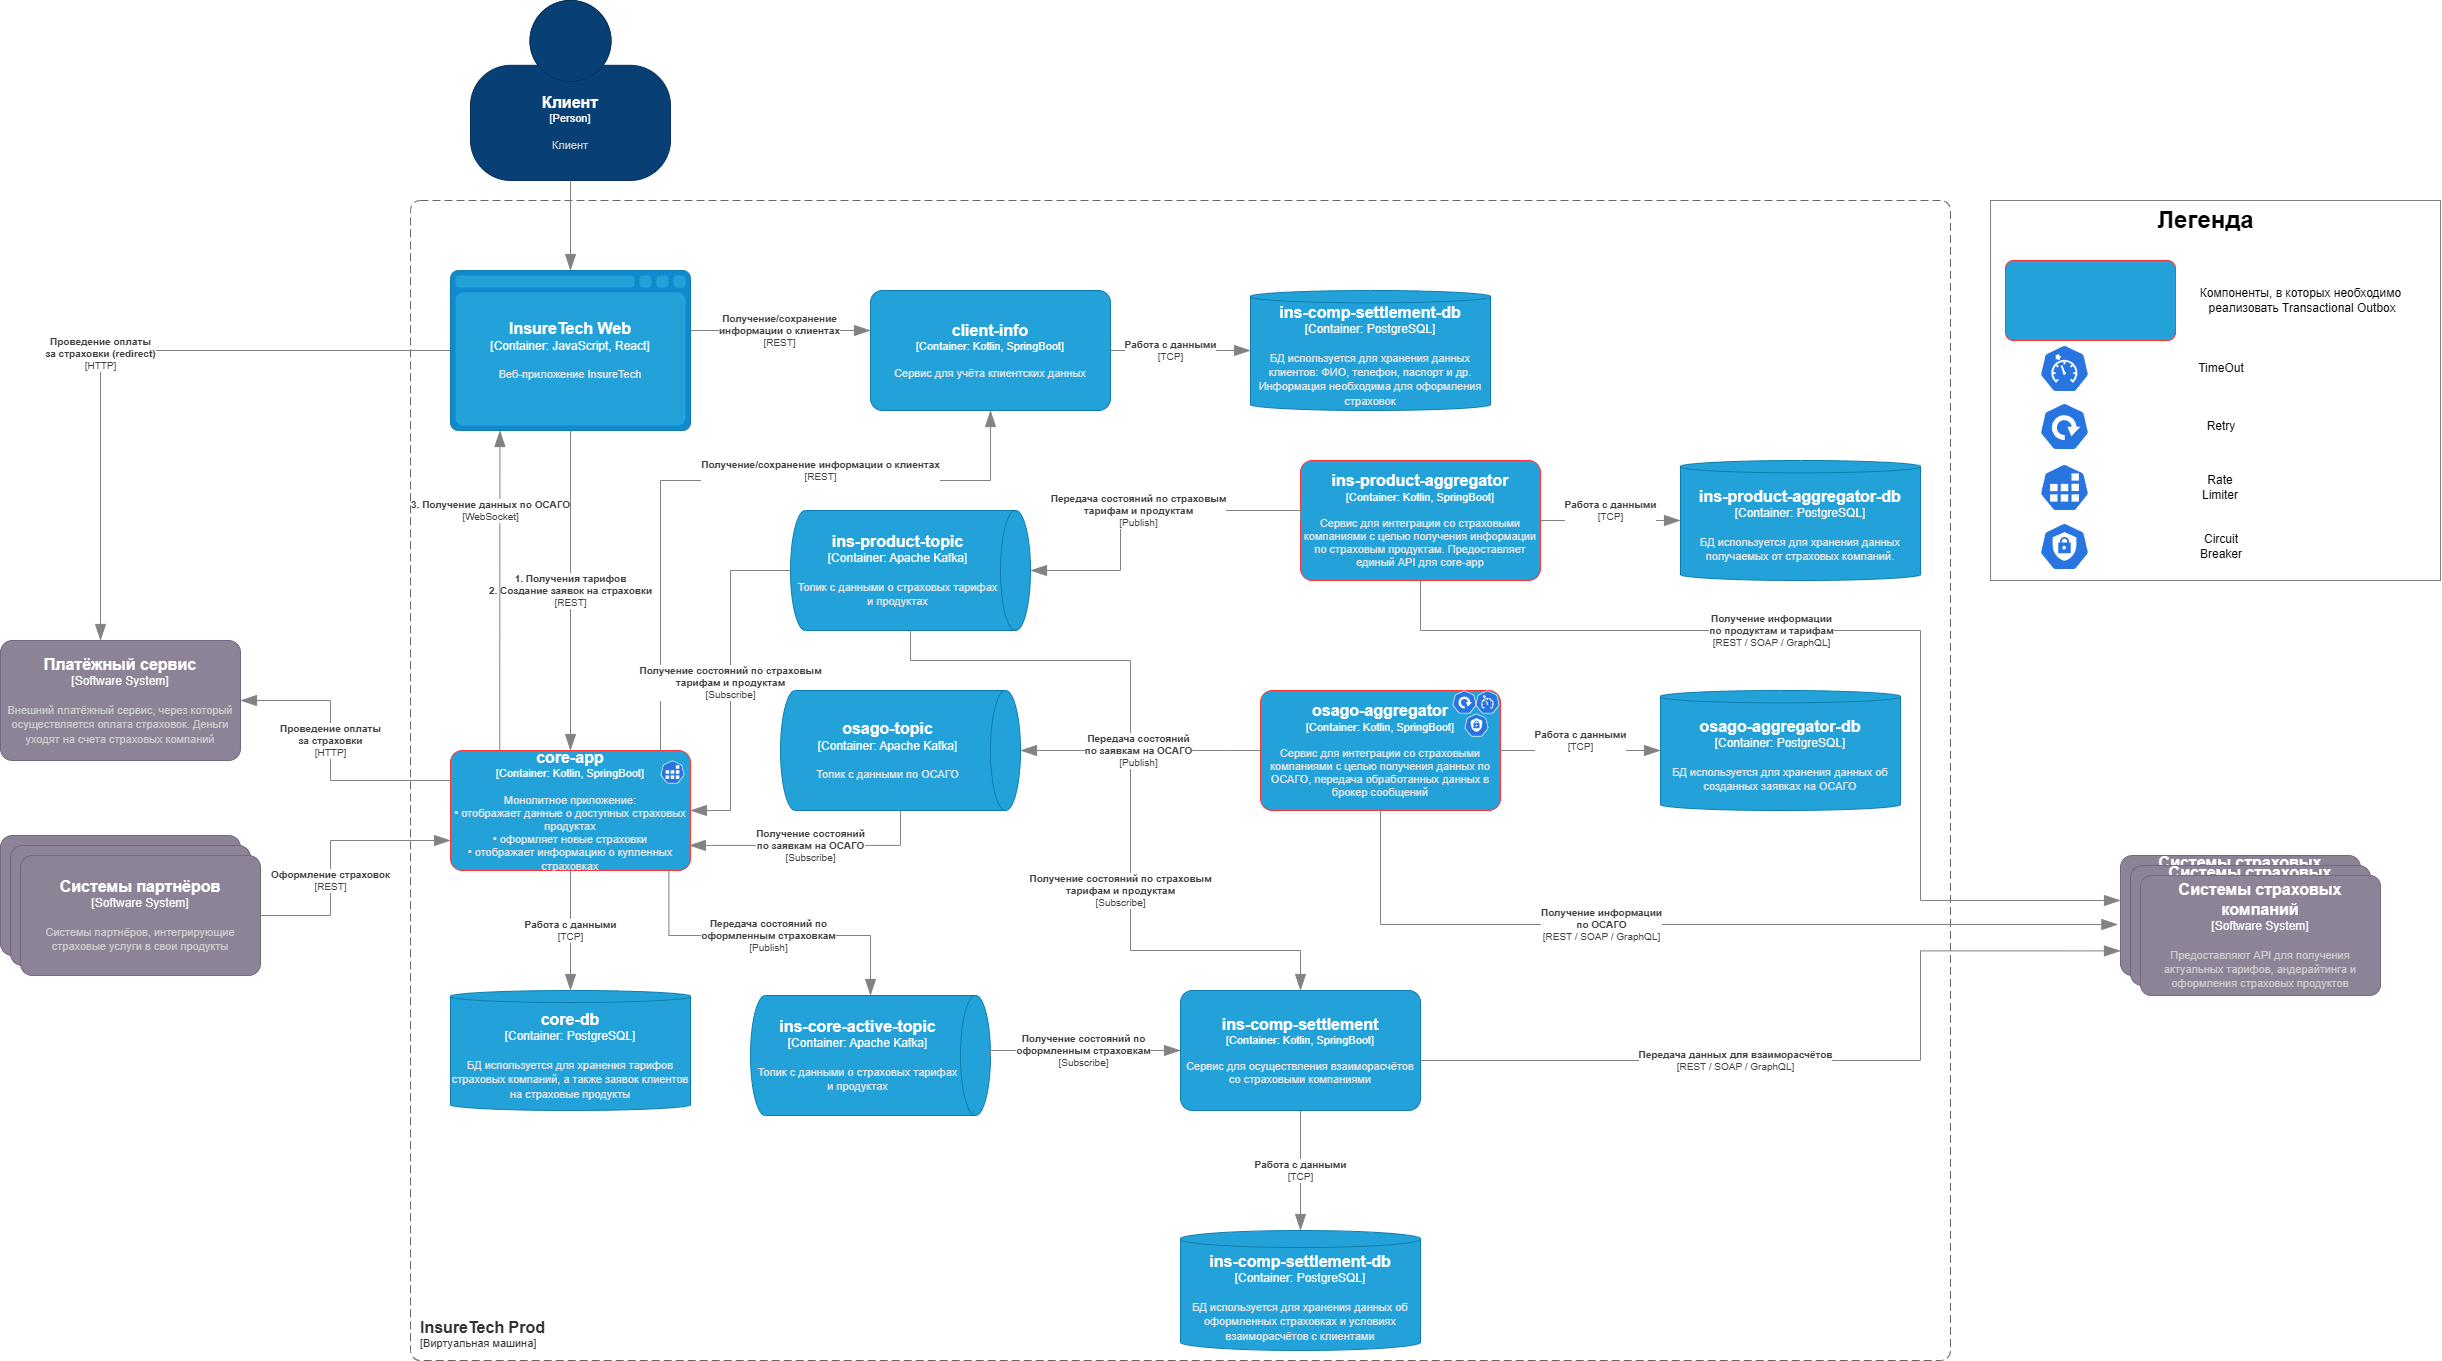 Клиент
[Person]
Клиент
InsureTech Web
[Container: JavaScript, React]
Веб-приложение InsureTech
Получение/сохранение
информации о клиентах
[REST]
client-info
[Container: Kotlin, SpringBoot]
Сервис для учёта клиентских данных
Работа с данными
[TCP]
ins-comp-settlement-db
[Container: PostgreSQL]
БД используется для хранения данных
клиентов: ФИО, телефон, паспорт и др.
Информация необходима для оформления
страховок
Легенда
Компоненты, в которых необходимо
реализовать Transactional Outbox
TimeOut
Retry
Rate
Limiter
Circuit
Breaker
Проведение оплаты
за страховки (redirect)
[HTTP]
Получение/сохранение информации о клиентах
[REST]
3. Получение данных по ОСАГО
[WebSocket]
1. Получения тарифов
2. Создание заявок на страховки
[REST]
ins-product-topic
[Container: Apache Kafka]
Топик с данными о страховых тарифах
и продуктах
Передача состояний по страховым
тарифам и продуктам
[Publish]
ins-product-aggregator
[Container: Kotlin, SpringBoot]
Сервис для интеграции со страховыми
компаниями с целью получения информации
по страховым продуктам. Предоставляет
единый API для core-app
Работа с данными
[TCP]
ins-product-aggregator-db
[Container: PostgreSQL]
БД используется для хранения данных
получаемых от страховых компаний.
Получение информации
по продуктам и тарифам
[REST / SOAP / GraphQL]
Платёжный сервис
[Software System]
Внешний платёжный сервис, через который
осуществляется оплата страховок. Деньги
уходят на счета страховых компаний
Проведение оплаты
за страховки
[HTTP]
Получение состояний по страховым
тарифам и продуктам
[Subscribe]
osago-topic
[Container: Apache Kafka]
Топик с данными по ОСАГО
Передача состояний
по заявкам на ОСАГО
[Publish]
osago-aggregator
[Container: Kotlin, SpringBoot]
Сервис для интеграции со страховыми
компаниями с целью получения данных по
ОСАГО, передача обработанных данных в
брокер сообщений
Работа с данными
[TCP]
osago-aggregator-db
[Container: PostgreSQL]
БД используется для хранения данных об
созданных заявках на ОСАГО
core-app
[Container: Kotlin, SpringBoot]
Монолитное приложение:
• отображает данные о доступных страховых
продуктах
• оформляет новые страховки
• отображает информацию о купленных
страховках
Получение состояний
по заявкам на ОСАГО
[Subscribe]
Системы партнёров
[Software System]
Системы партнёров, интегрирующие
страховые услуги в свои продукты
Оформление страховок
[REST]
Получение состояний по страховым
тарифам и продуктам
[Subscribe]
Получение информации
по ОСАГО
[REST / SOAP / GraphQL]
Системы страховых
Системы страховых
Системы страховых
компаний
[Software System]
Предоставляют API для получения
актуальных тарифов, андерайтинга и
оформления страховых продуктов
Работа с данными
[TCP]
Передача состояний по
оформленным страховкам
[Publish]
core-db
[Container: PostgreSQL]
БД используется для хранения тарифов
страховых компаний, а также заявок клиентов
на страховые продукты
ins-core-active-topic
[Container: Apache Kafka]
Топик с данными о страховых тарифах
и продуктах
Получение состояний по
оформленным страховкам
[Subscribe]
ins-comp-settlement
[Container: Kotlin, SpringBoot]
Сервис для осуществления взаиморасчётов
со страховыми компаниями
Передача данных для взаиморасчётов
[REST / SOAP / GraphQL]
Работа с данными
[TCP]
ins-comp-settlement-db
[Container: PostgreSQL]
БД используется для хранения данных об
оформленных страховках и условиях
взаиморасчётов с клиентами
InsureTech Prod
[Виртуальная машина]